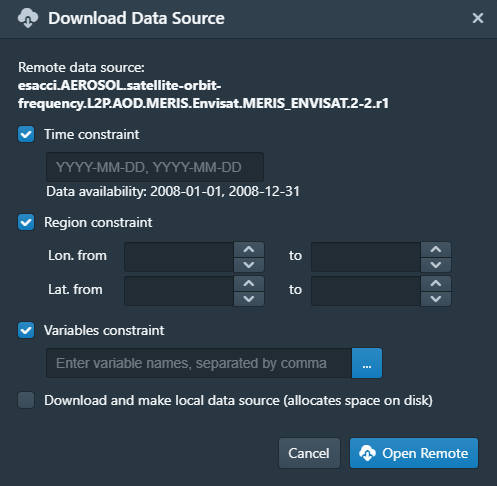 Download Data Source
Remote data source:
esacci.AEROSOL.satellite-orbit-
frequency.L2P.AOD.MERIS.Envisat.MERIS_ENVISAT.2-2.r1
Time constraint
YYYY-MM-DD, YYYY-MM-DD
Data availability: 2008-01-01, 2008-12-31
Region constraint
Lon. from to
Lat. from to
Variables constraint
Enter variable names, separated by comma ...
Download and make local data source (allocates space on disk)
Cancel Open Remote